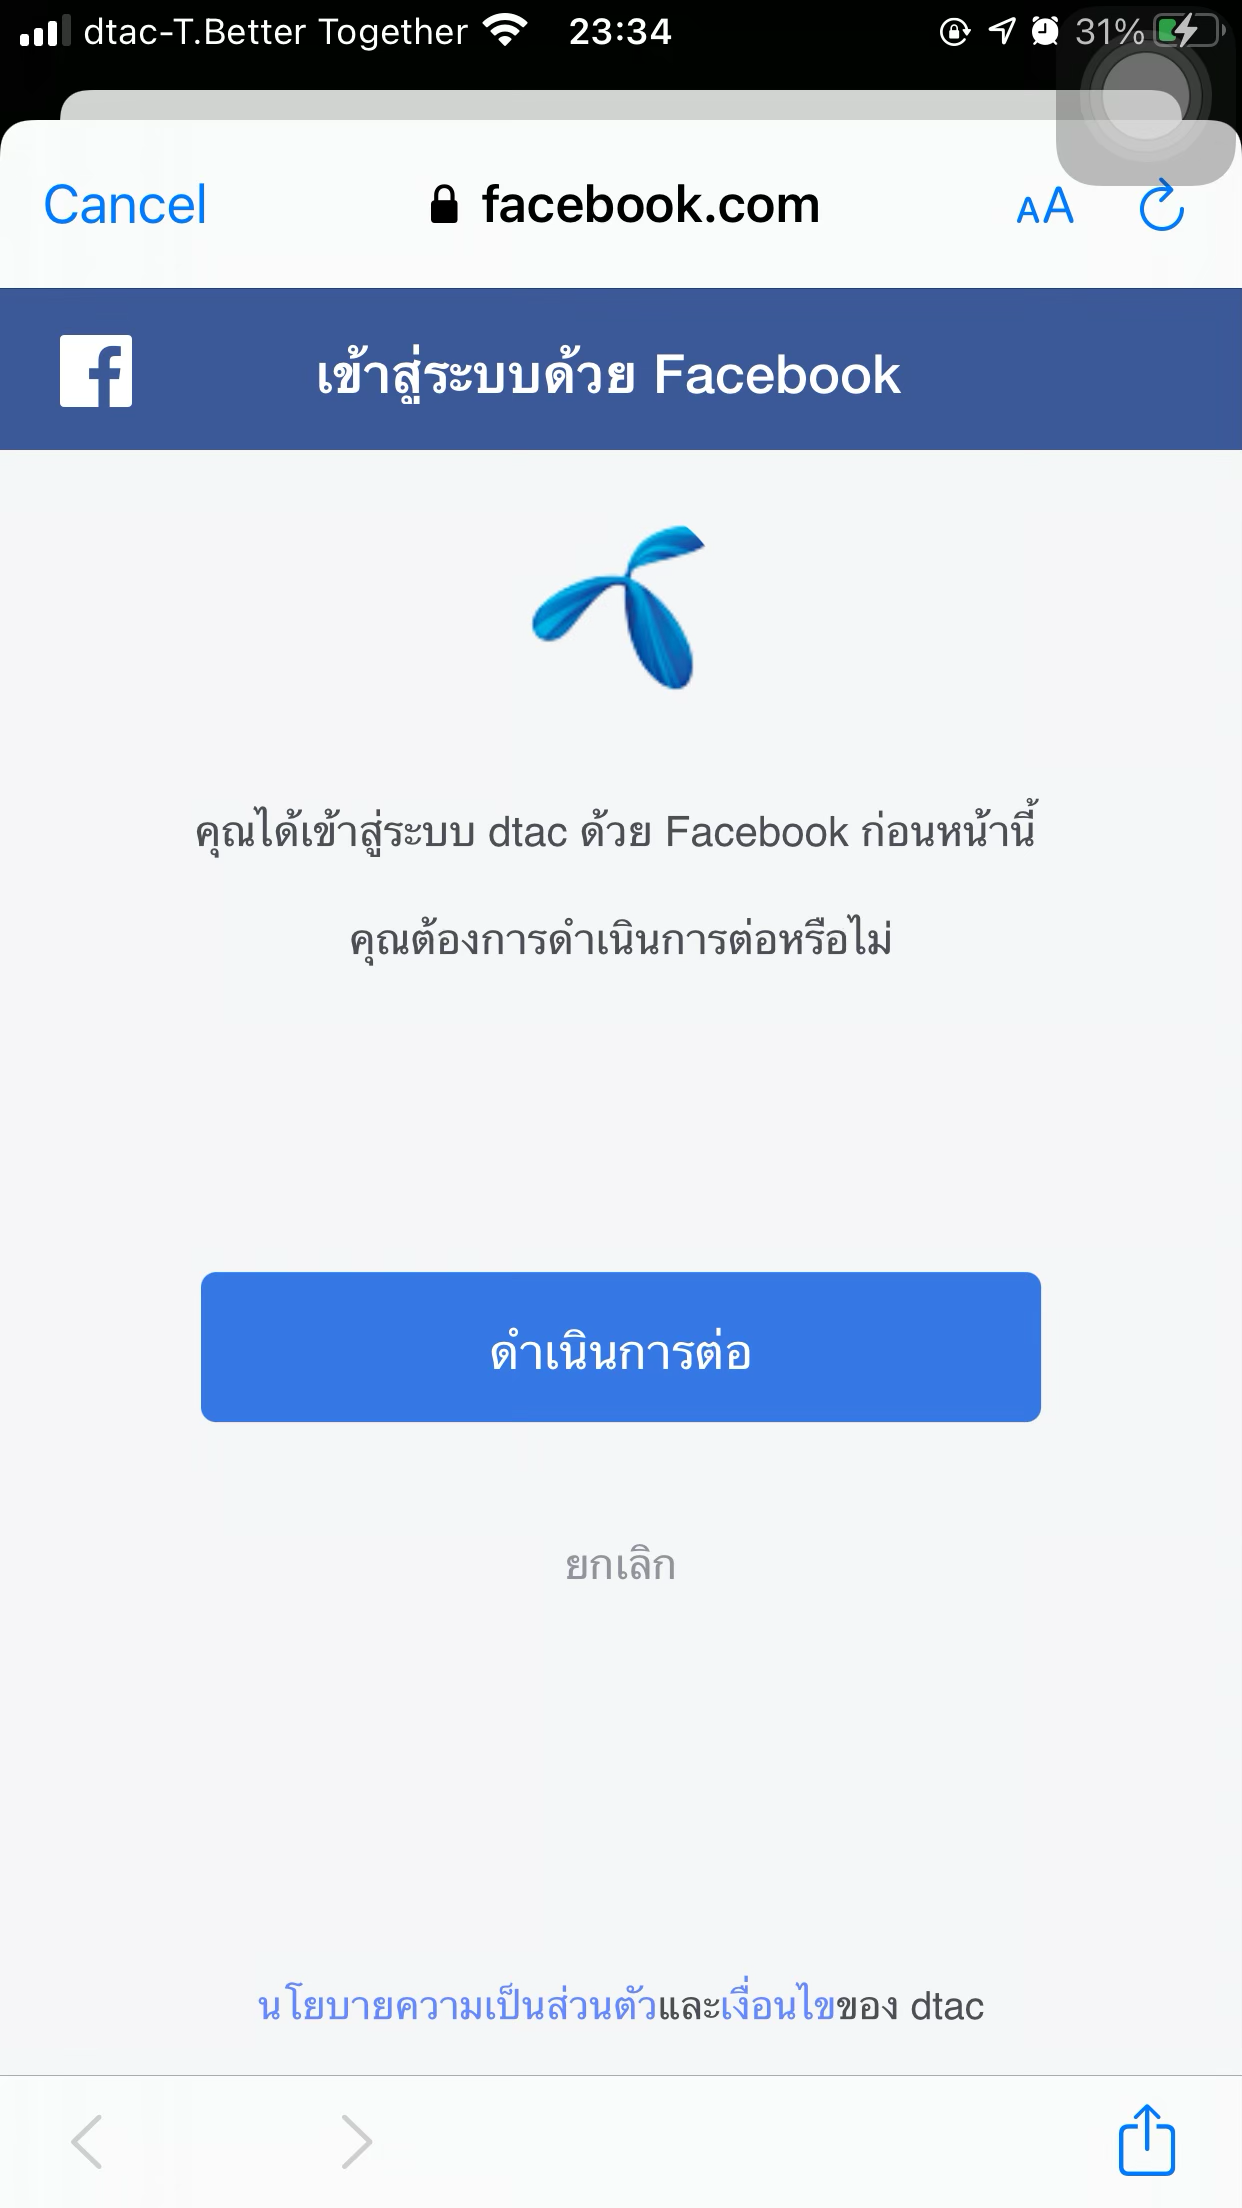 dtac-T.Better Together 23:34 31%
Cancel facebook.com AA
เข้าสู่ระบบด้วย Facebook
คุณได้เข้าสู่ระบบ dtac ด้วย Facebook ก่อนหน้านี้
คุณต้องการดำเนินการต่อหรือไม่
ดำเนินการต่อ
ยกเลิก
นโยบายความเป็นส่วนตัวและเงื่อนไขของ dtac